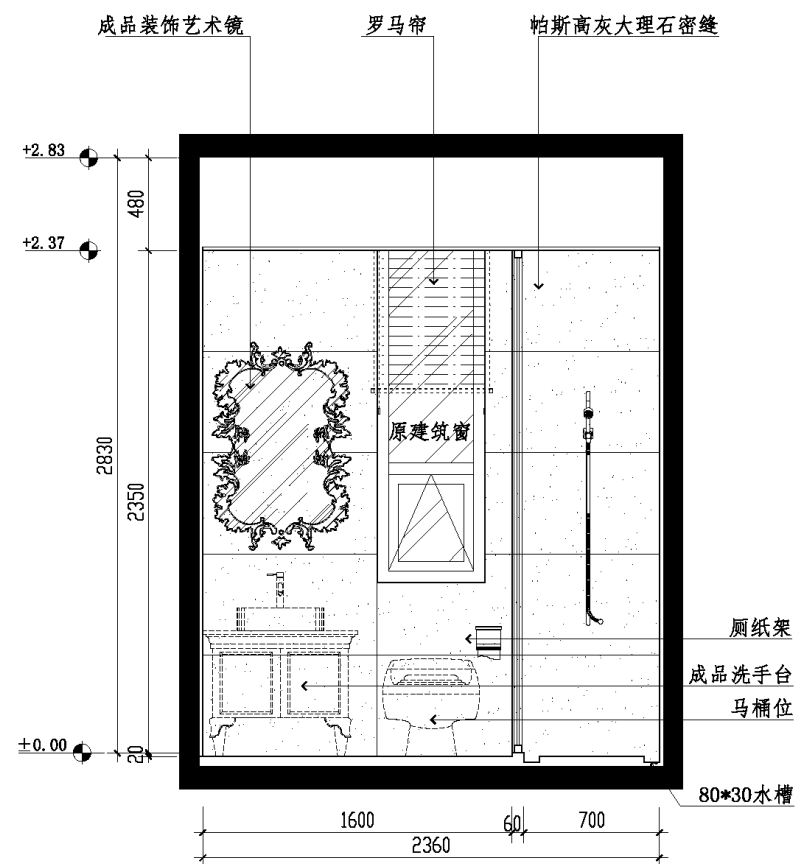 成品装饰艺术镜
罗马帘
帕斯高灰大理石密缝
+2.83
480
+2.37
原建筑窗
2830
2350
厕纸架
成品洗手台
马桶位
±0.00
20
80*30水槽
1600
60
700
2360